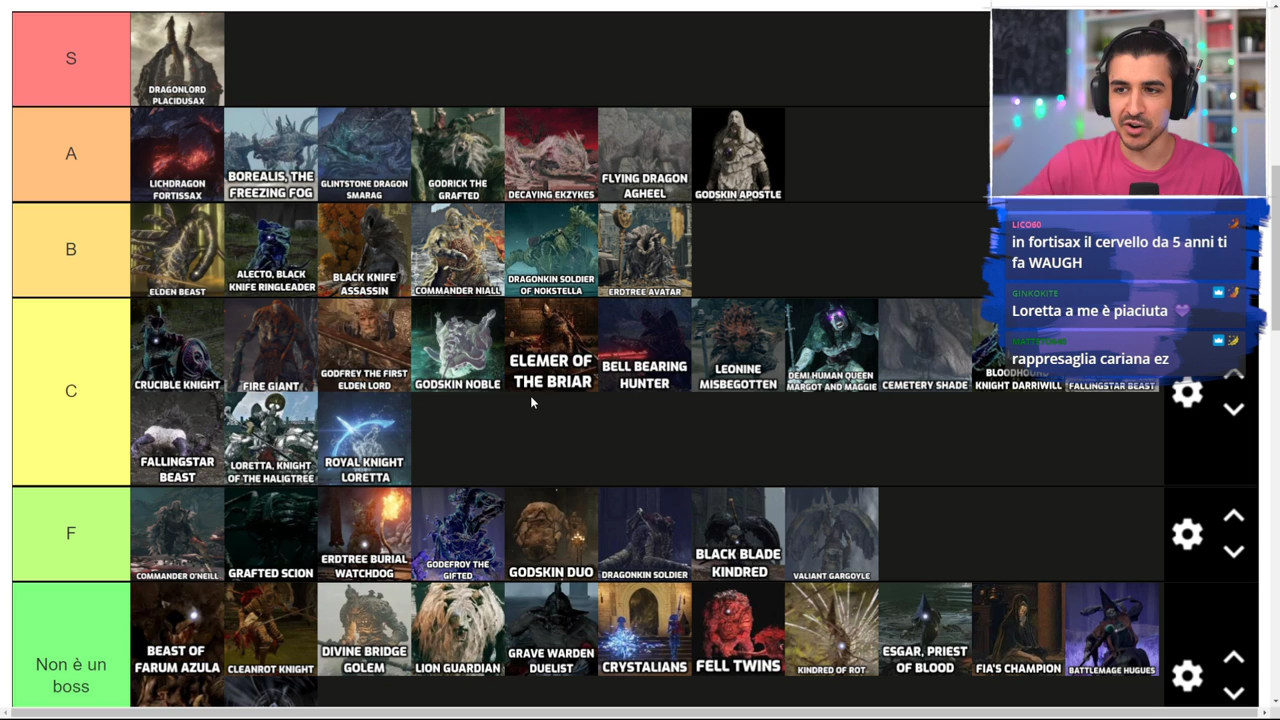 S
DRAGONLORD
PLACIDUSAX
A
LICHDRAGON
FORTISSAX
BOREALIS, THE
FREEZING FOG
GLINTSTONE DRAGON
SMARAG
GODRICK THE
GRAFTED
DECAYING EKZYKES
FLYING DRAGON
AGHEEL
GODSKIN APOSTLE
B
ELDEN BEAST
ALECTO, BLACK
KNIFE RINGLEADER
BLACK KNIFE
ASSASSIN
COMMANDER NIALL
DRAGONKIN SOLDIER
OF NOKSTELLA
ERDTREE AVATAR
C
CRUCIBLE KNIGHT
FIRE GIANT
GODFREY THE FIRST
ELDEN LORD
GODSKIN NOBLE
ELEMER OF
THE BRIAR
BELL BEARING
HUNTER
LEONINE
MISBEGOTTEN
DEMI HUMAN QUEEN
MARGOT AND MAGGIE
CEMETERY SHADE
BLOODHOUND
KNIGHT DARRIWILL
FALLINGSTAR BEAST
FALLINGSTAR
BEAST
LORETTA, KNIGHT
OF THE HALIGTREE
ROYAL KNIGHT
LORETTA
F
COMMANDER O'NEILL
GRAFTED SCION
ERDTREE BURIAL
WATCHDOG
GODEFROY THE
GIFTED
GODSKIN DUO
DRAGONKIN SOLDIER
BLACK BLADE
KINDRED
VALIANT GARGOYLE
Non è un
boss
BEAST OF
FARUM AZULA
CLEANROT KNIGHT
DIVINE BRIDGE
GOLEM
LION GUARDIAN
GRAVE WARDEN
DUELIST
CRYSTALIANS
FELL TWINS
KINDRED OF ROT
ESGAR, PRIEST
OF BLOOD
FIA'S CHAMPION
BATTLEMAGE HUGUES
LICO60
in fortisax il cervello da 5 anni ti
fa WAUGH
GINKOKITE
Loretta a me è piaciuta
rappresaglia cariana ez